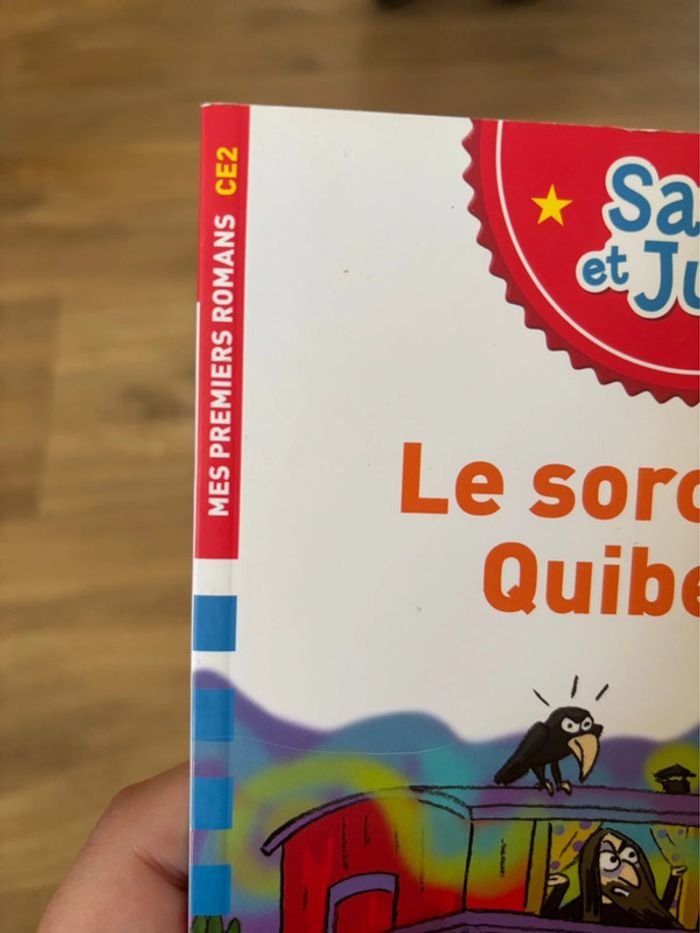 MES PREMIERS ROMANS CE2
Sa
et Ju
Le sorc
Quibe